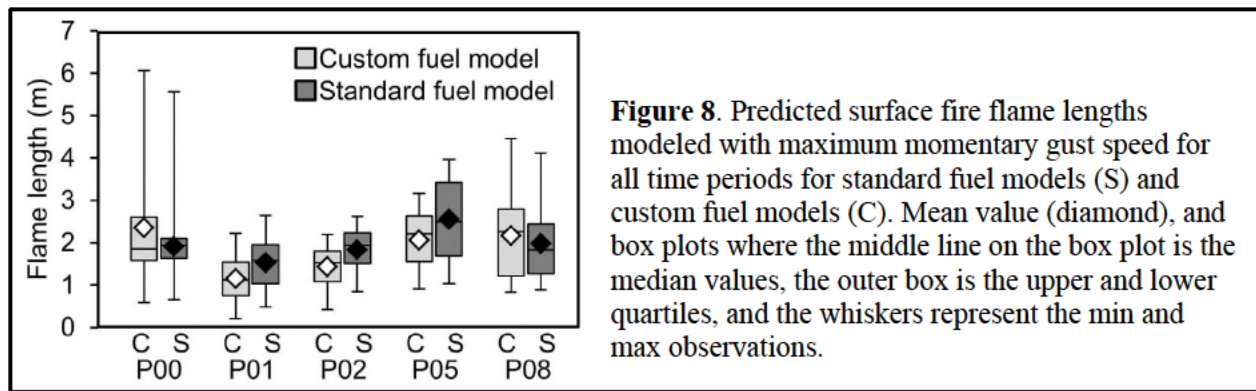 7
6
5
4
3
2
1
0
Flame length (m)
Custom fuel model
Standard fuel model
C S C S C S C S C S
P00 P01 P02 P05 P08
Figure 8. Predicted surface fire flame lengths
modeled with maximum momentary gust speed for
all time periods for standard fuel models (S) and
custom fuel models (C). Mean value (diamond), and
box plots where the middle line on the box plot is the
median values, the outer box is the upper and lower
quartiles, and the whiskers represent the min and
max observations.